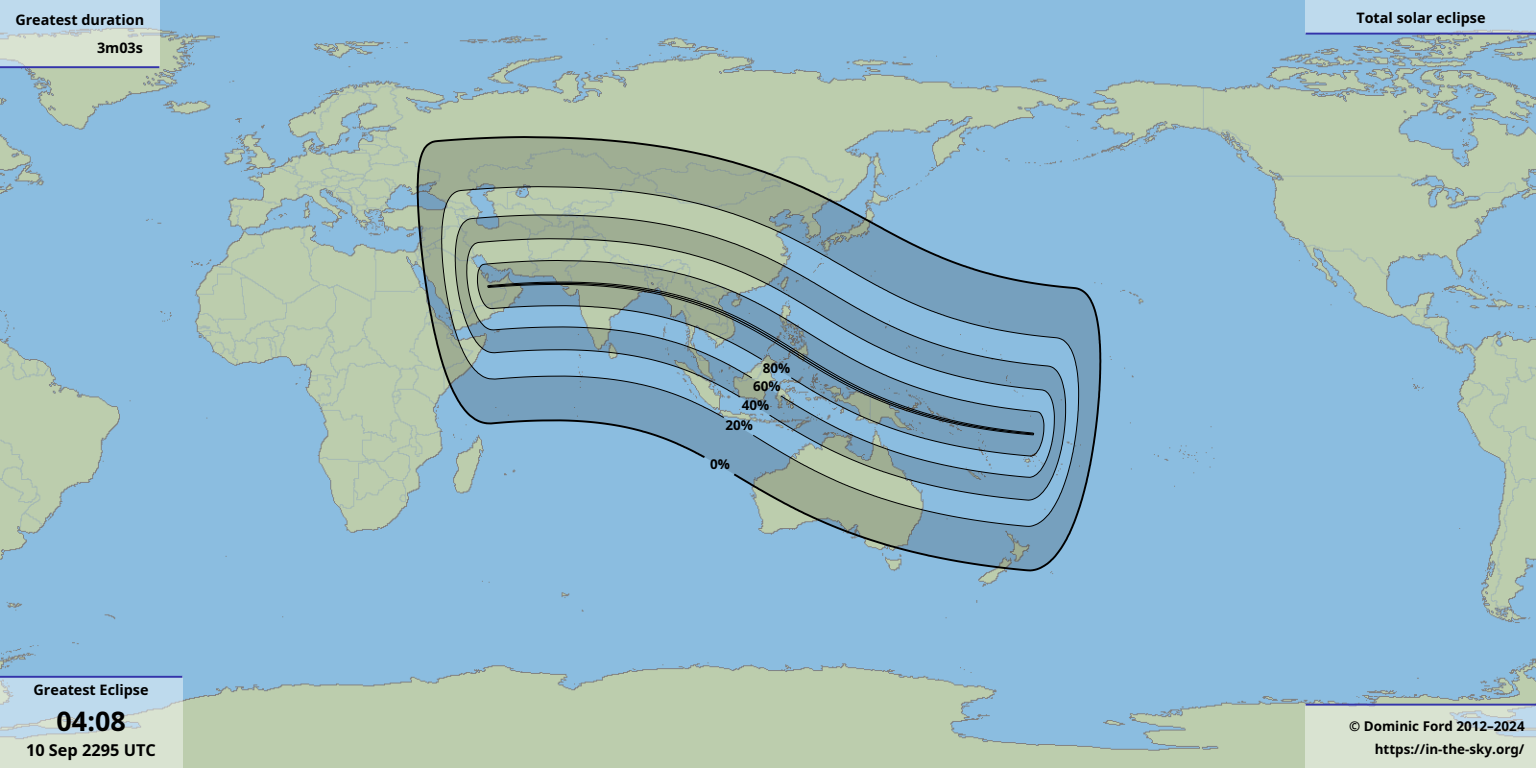 Greatest duration
3m03s
Total solar eclipse
80%
60%
40%
20%
0%
Greatest Eclipse
04:08
10 Sep 2295 UTC
© Dominic Ford 2012–2024
https://in-the-sky.org/